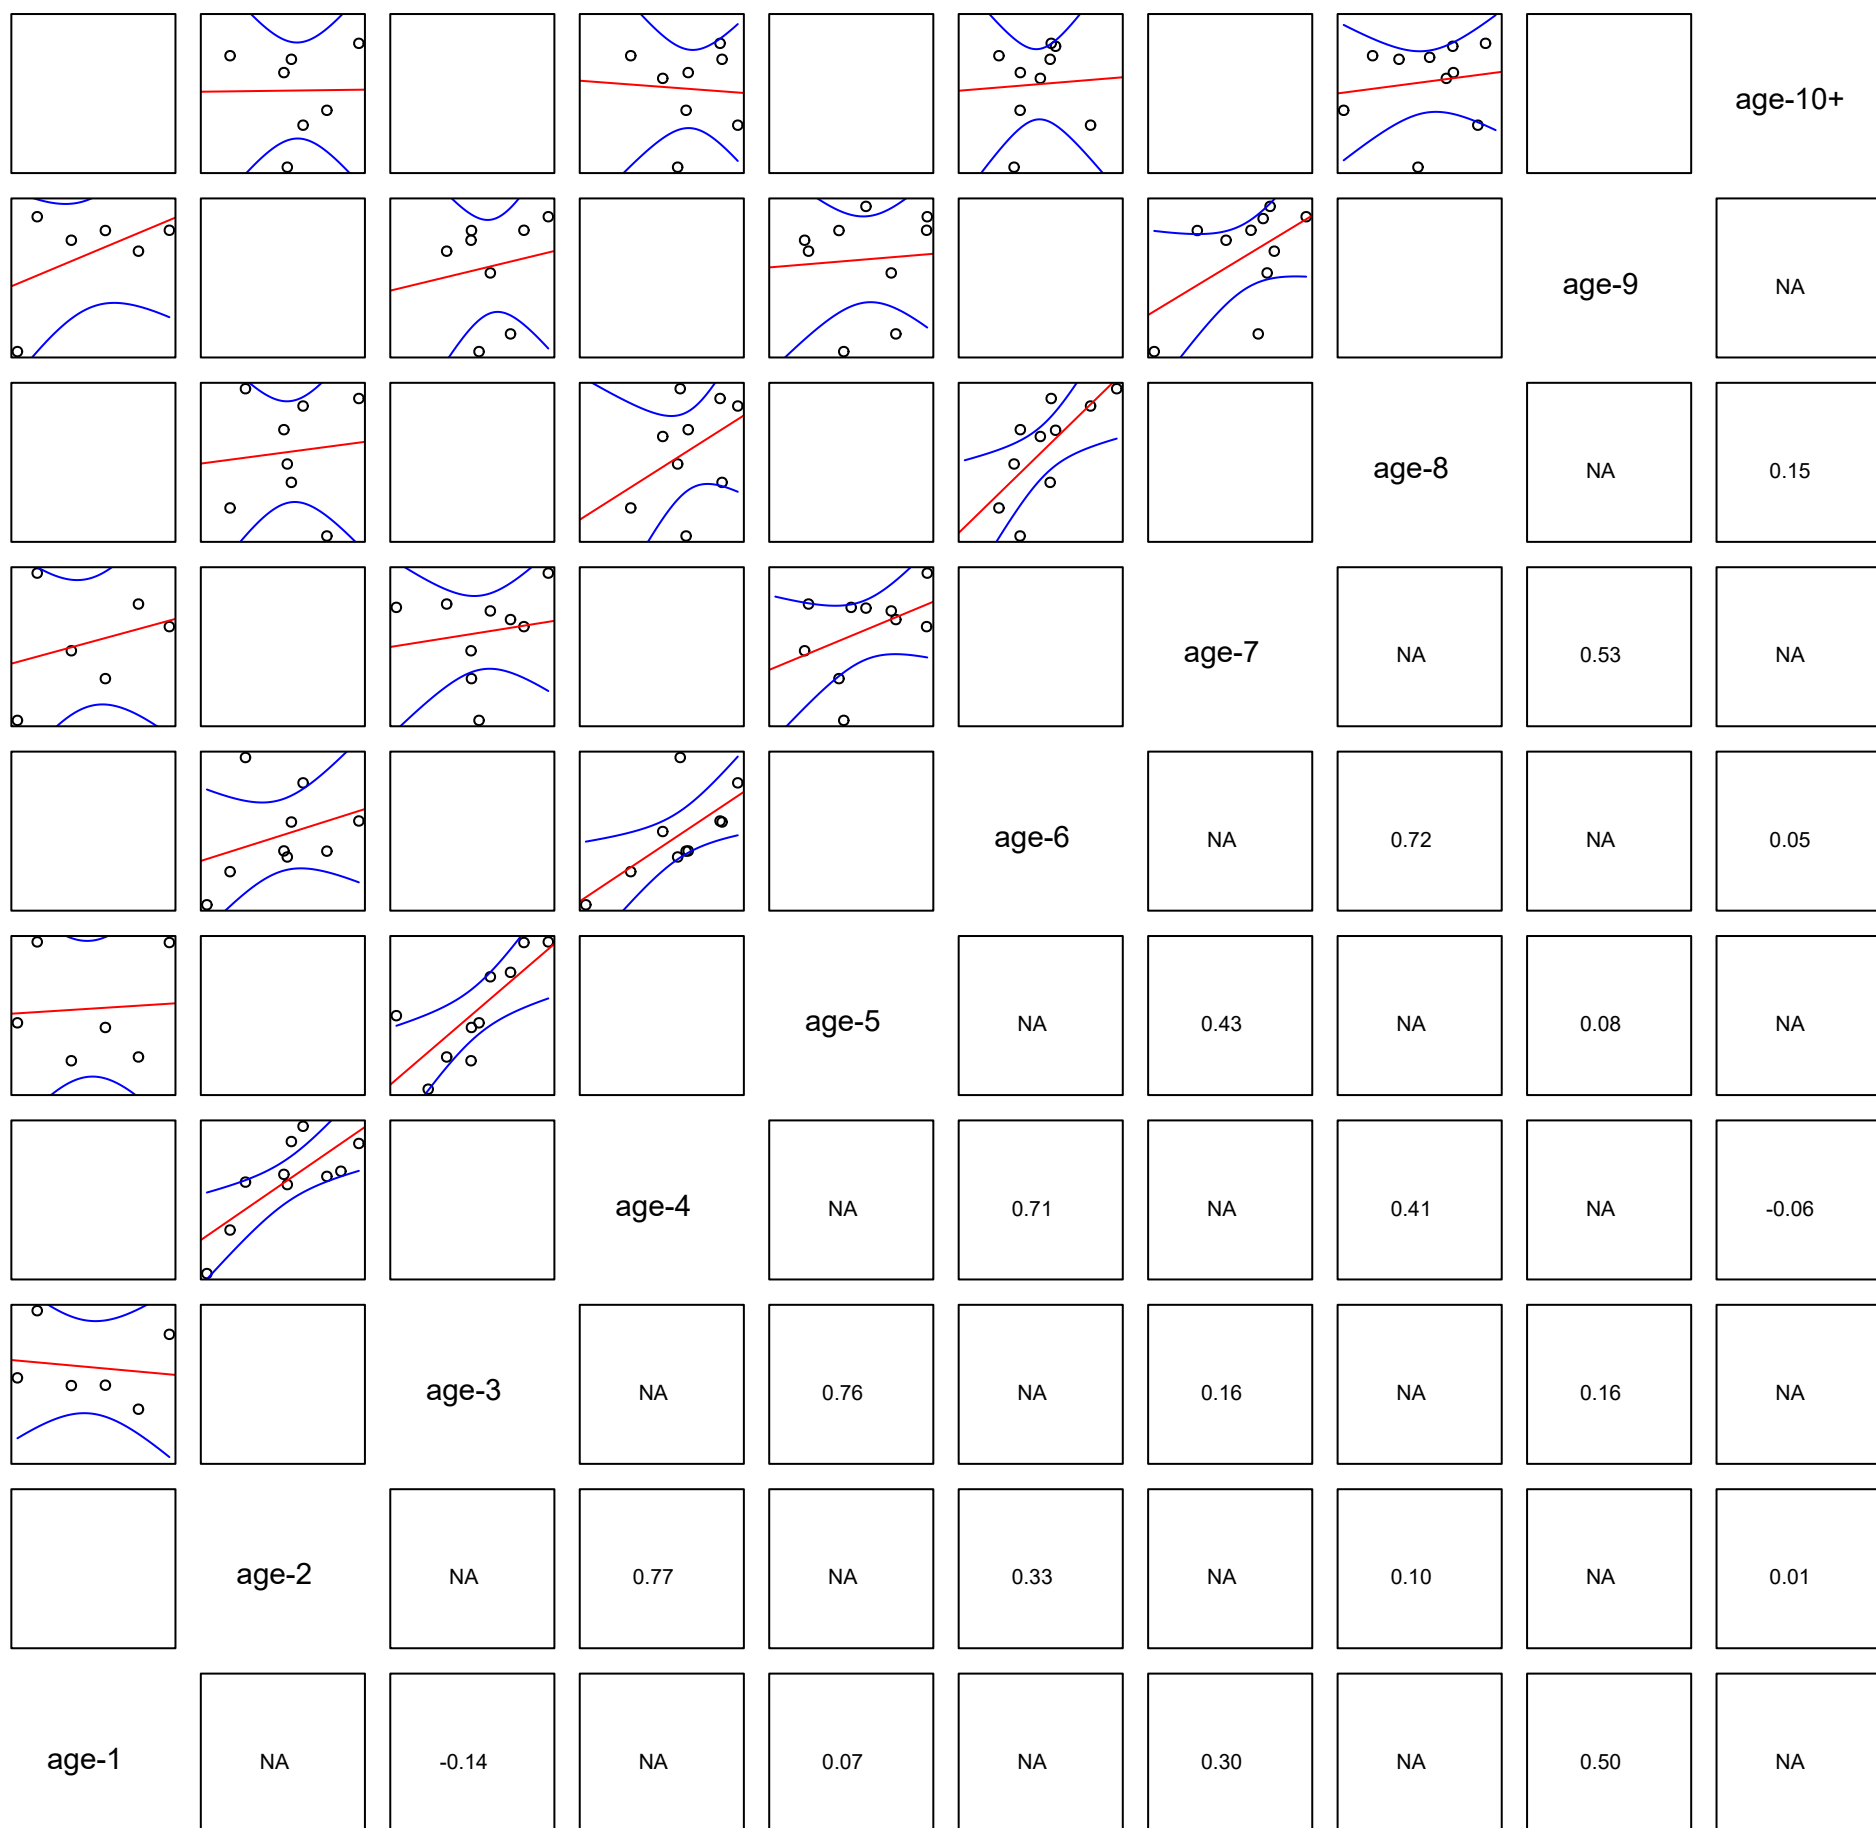 age-10+
age-9 NA
age-8 NA 0.15
age-7 NA 0.53 NA
age-6 NA 0.72 NA 0.05
age-5 NA 0.43 NA 0.08 NA
age-4 NA 0.71 NA 0.41 NA -0.06
age-3 NA 0.76 NA 0.16 NA 0.16 NA
age-2 NA 0.77 NA 0.33 NA 0.10 NA 0.01
age-1 NA -0.14 NA 0.07 NA 0.30 NA 0.50 NA